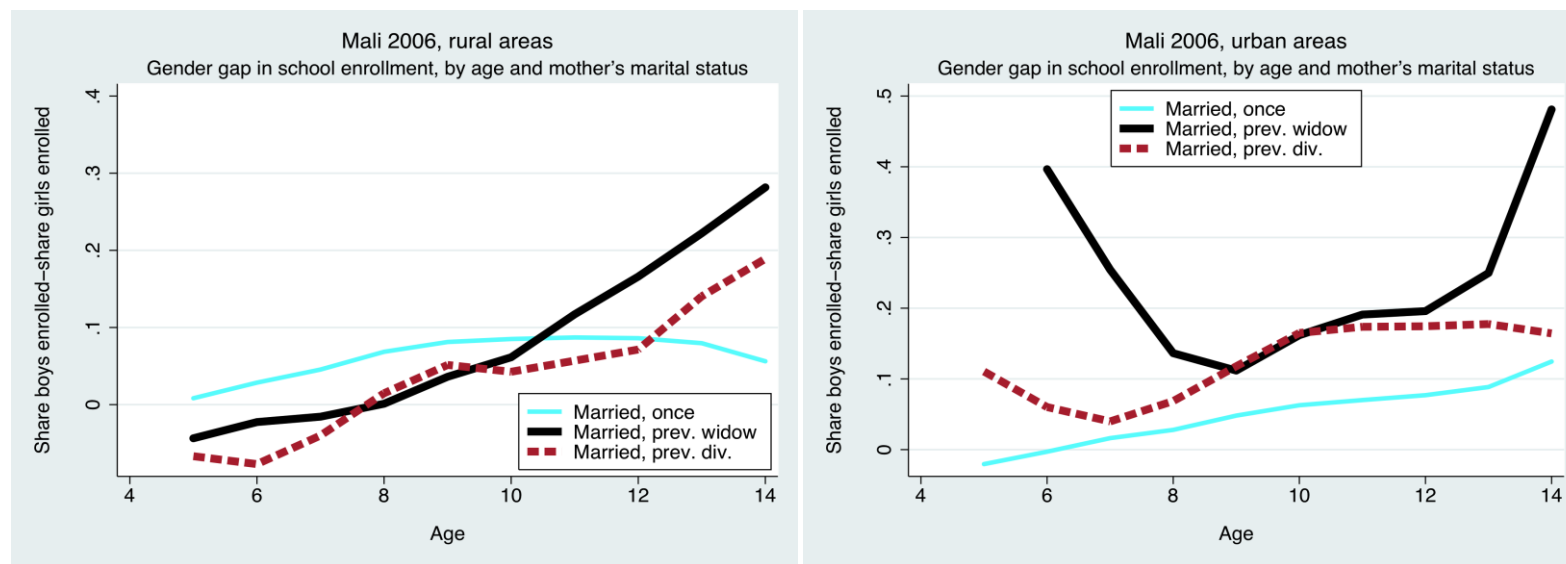 Mali 2006, rural areas
Gender gap in school enrollment, by age and mother's marital status
Share boys enrolled−share girls enrolled
.4
.3
.2
.1
0
Married, once
Married, prev. widow
Married, prev. div.
4 6 8 10 12 14
Age
Mali 2006, urban areas
Gender gap in school enrollment, by age and mother's marital status
Share boys enrolled−share girls enrolled
Married, once
Married, prev. widow
Married, prev. div.
.5
.4
.3
.2
.1
0
4 6 8 10 12 14
Age